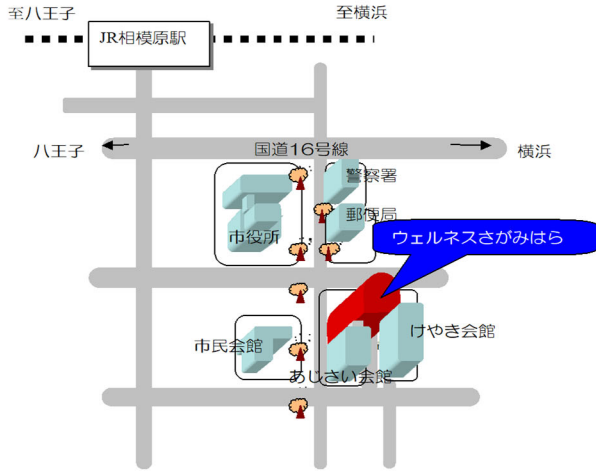 至八王子
至横浜
JR相模原駅
国道16号線
八王子
横浜
警察署
郵便局
市役所
ウェルネスさがみはら
けやき会館
市民会館
あじさい会館